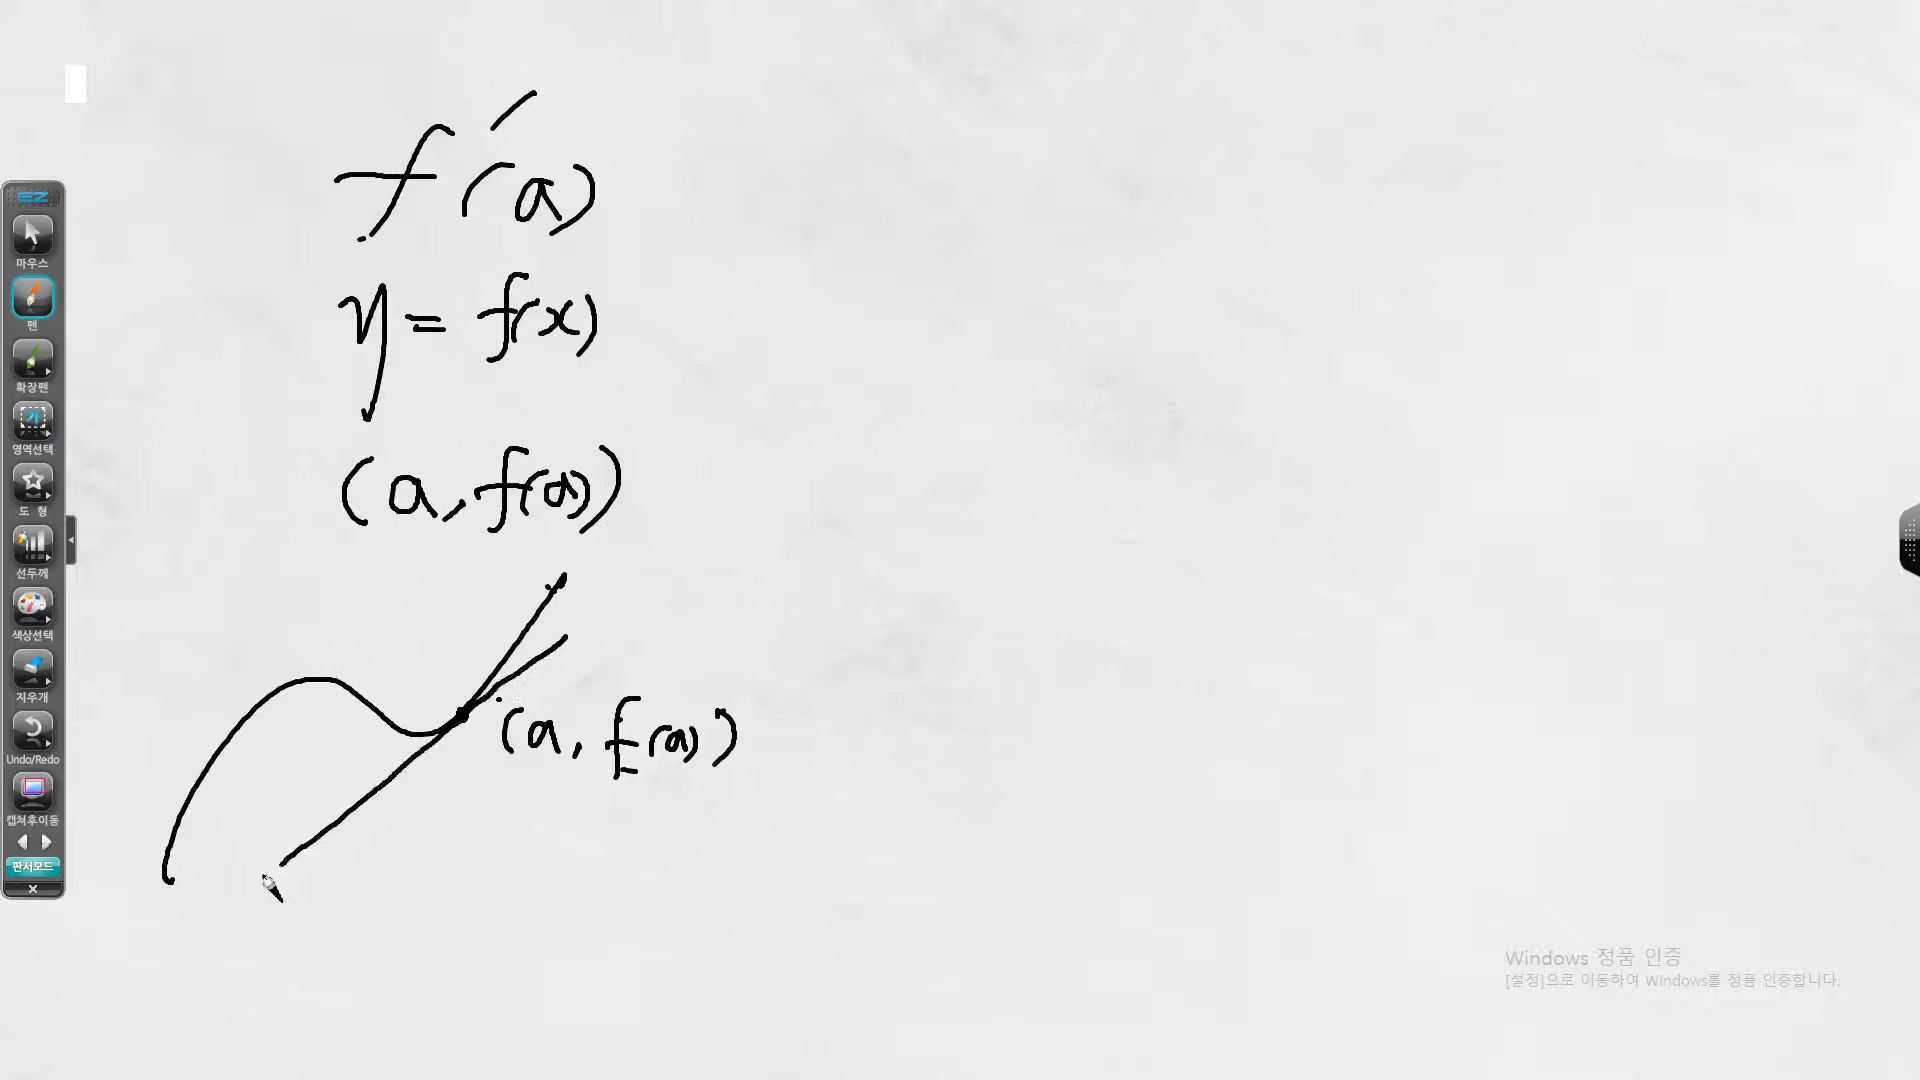 f′(a)
y = f(x)
(a, f(a))
(a, f(a))
EZ
마우스
펜
확장펜
영역선택
도 형
선두께
색상선택
지우개
Undo/Redo
캡쳐후이동
판서모드
Windows 정품 인증
[설정]으로 이동하여 Windows를 정품 인증합니다.